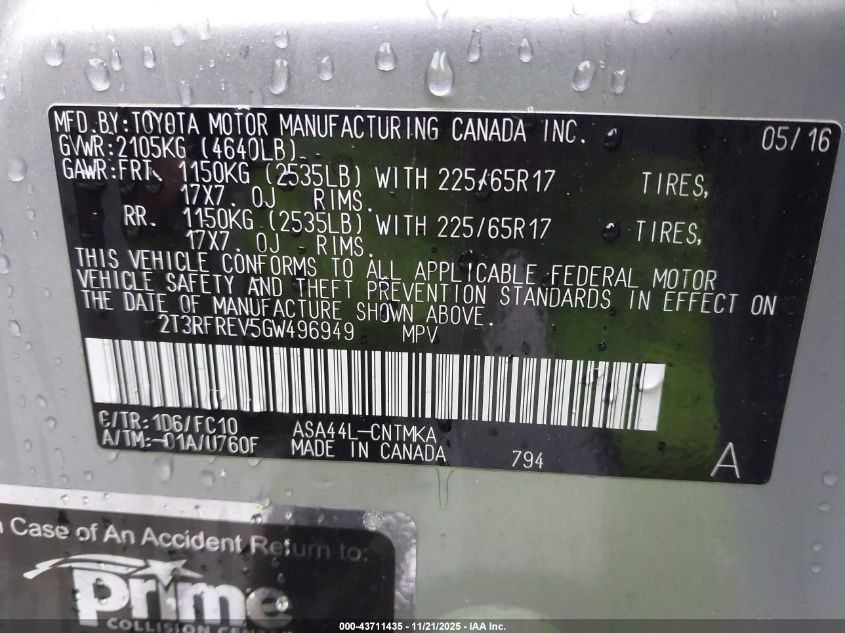 MFD.BY:TOYOTA MOTOR MANUFACTURING CANADA INC. 05/16
GVWR:2105KG (4640LB)
GAWR:FRT. 1150KG (2535LB) WITH 225/65R17 TIRES,
17X7.0J RIMS.
RR. 1150KG (2535LB) WITH 225/65R17 TIRES,
17X7.0J RIMS.
THIS VEHICLE CONFORMS TO ALL APPLICABLE FEDERAL MOTOR
VEHICLE SAFETY AND THEFT PREVENTION STANDARDS IN EFFECT ON
THE DATE OF MANUFACTURE SHOWN ABOVE.
2T3RFREV5GW496949 MPV
C/TR:1D6/FC10 ASA44L-CNTMKA
A/TM:-01A/U760F MADE IN CANADA 794 A
Case of An Accident Return to:
Prime
COLLISION
000-43711435 - 11/21/2025 - IAA Inc.